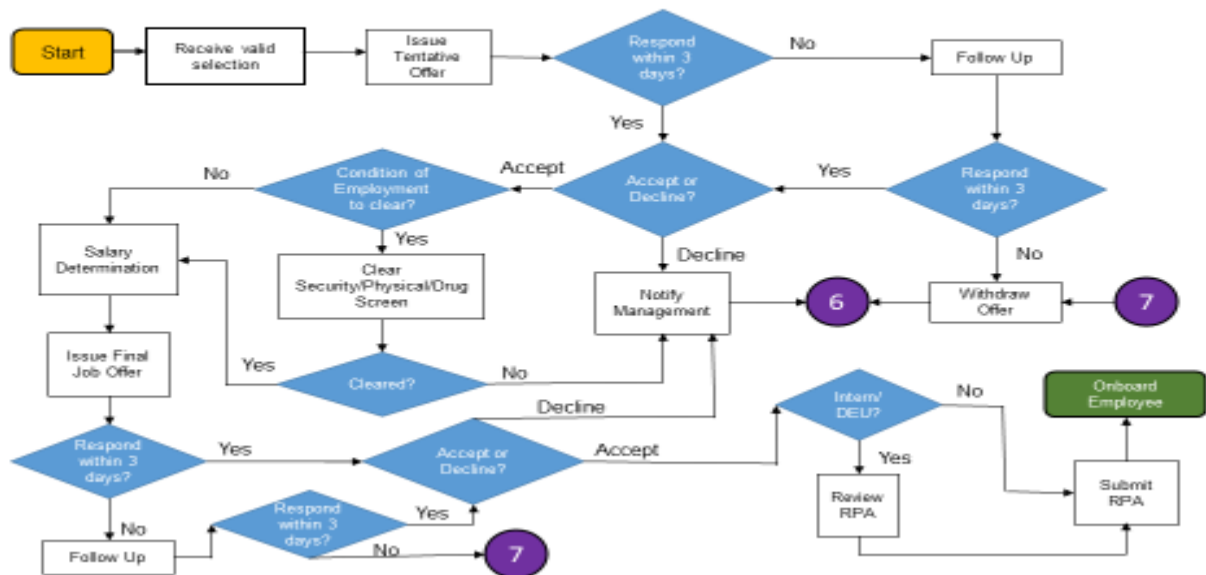 Start
Receive valid
selection
Issue
Tentative
Offer
Respond
within 3
days?
No
Follow Up
Yes
Accept or
Decline?
Accept
Condition of
Employment
to clear?
No
Yes
Respond
within 3
days?
No
Salary
Determination
Yes
Clear
Security/Physical/Drug
Screen
Decline
Notify
Management
6
Withdraw
Offer
7
Issue Final
Job Offer
Yes
Cleared?
No
Decline
Intern/
DEU?
No
Onboard
Employee
Respond
within 3
days?
Yes
Accept or
Decline?
Accept
Yes
Review
RPA
Submit
RPA
No
Follow Up
Respond
within 3
days?
Yes
No
7